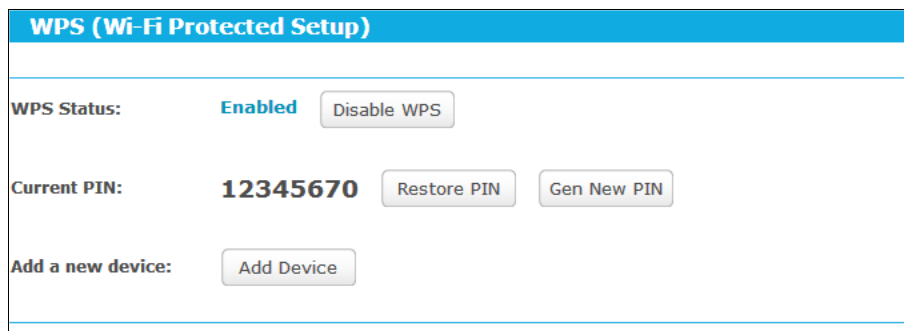 WPS (Wi-Fi Protected Setup)
WPS Status: Enabled Disable WPS
Current PIN: 12345670 Restore PIN Gen New PIN
Add a new device: Add Device